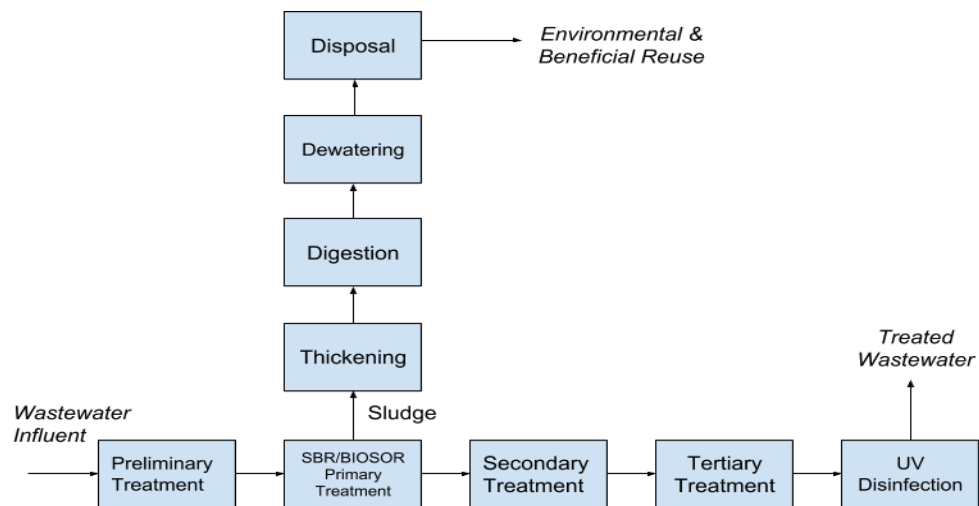 Disposal
Environmental &
Beneficial Reuse
Dewatering
Digestion
Thickening
Sludge
Treated
Wastewater
Wastewater
Influent
Preliminary
Treatment
SBR/BIOSOR
Primary
Treatment
Secondary
Treatment
Tertiary
Treatment
UV
Disinfection